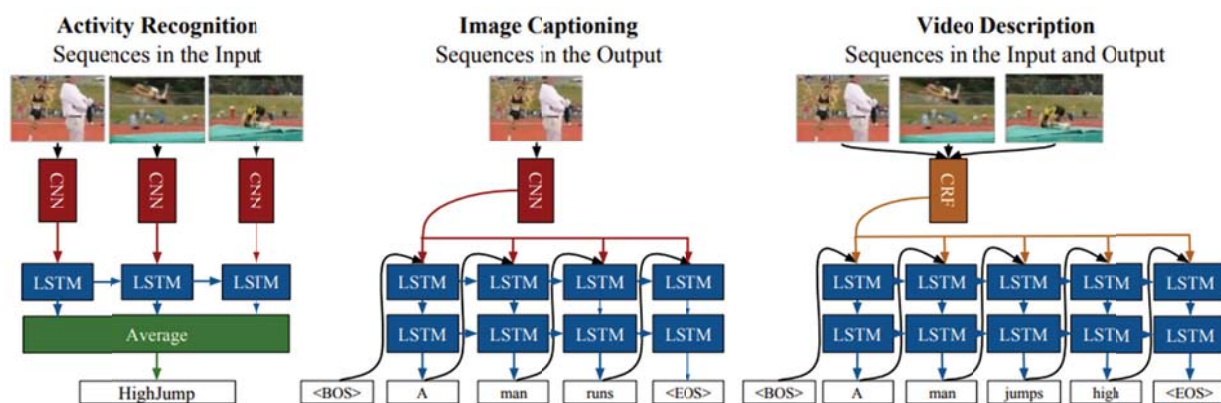 Activity Recognition
Sequences in the Input
CNN
CNN
CNN
LSTM
LSTM
LSTM
Average
HighJump
Image Captioning
Sequences in the Output
CNN
LSTM
LSTM
LSTM
LSTM
LSTM
LSTM
LSTM
LSTM
<BOS>
A
man
runs
<EOS>
Video Description
Sequences in the Input and Output
CRF
LSTM
LSTM
LSTM
LSTM
LSTM
LSTM
LSTM
LSTM
LSTM
LSTM
<BOS>
A
man
jumps
high
<EOS>